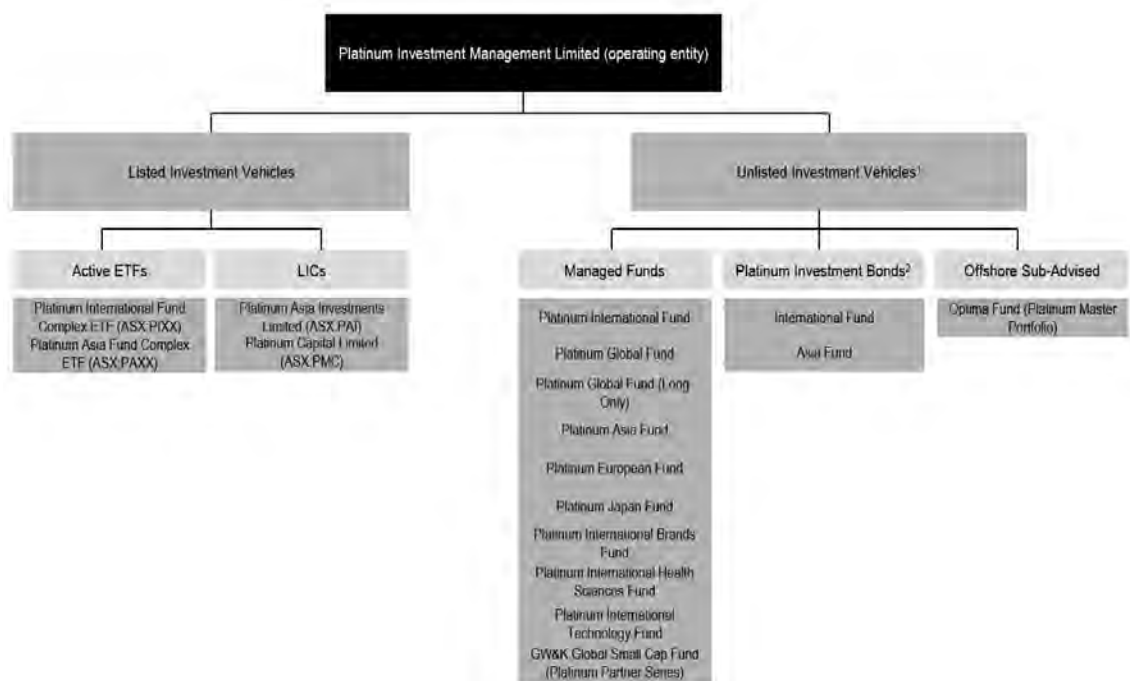 Platinum Investment Management Limited (operating entity)
Listed Investment Vehicles
Unlisted Investment Vehicles¹
Active ETFs
LICs
Managed Funds
Platinum Investment Bonds²
Offshore Sub-Advised
Platinum International Fund
Complex ETF (ASX:PIXX)
Platinum Asia Fund Complex
ETF (ASX:PAXX)
Platinum Asia Investments
Limited (ASX:PAI)
Platinum Capital Limited
(ASX:PMC)
Platinum International Fund
Platinum Global Fund
Platinum Global Fund (Long
Only)
Platinum Asia Fund
Platinum European Fund
Platinum Japan Fund
Platinum International Brands
Fund
Platinum International Health
Sciences Fund
Platinum International
Technology Fund
GW&K Global Small Cap Fund
(Platinum Partner Series)
International Fund
Asia Fund
Optima Fund (Platinum Master
Portfolio)